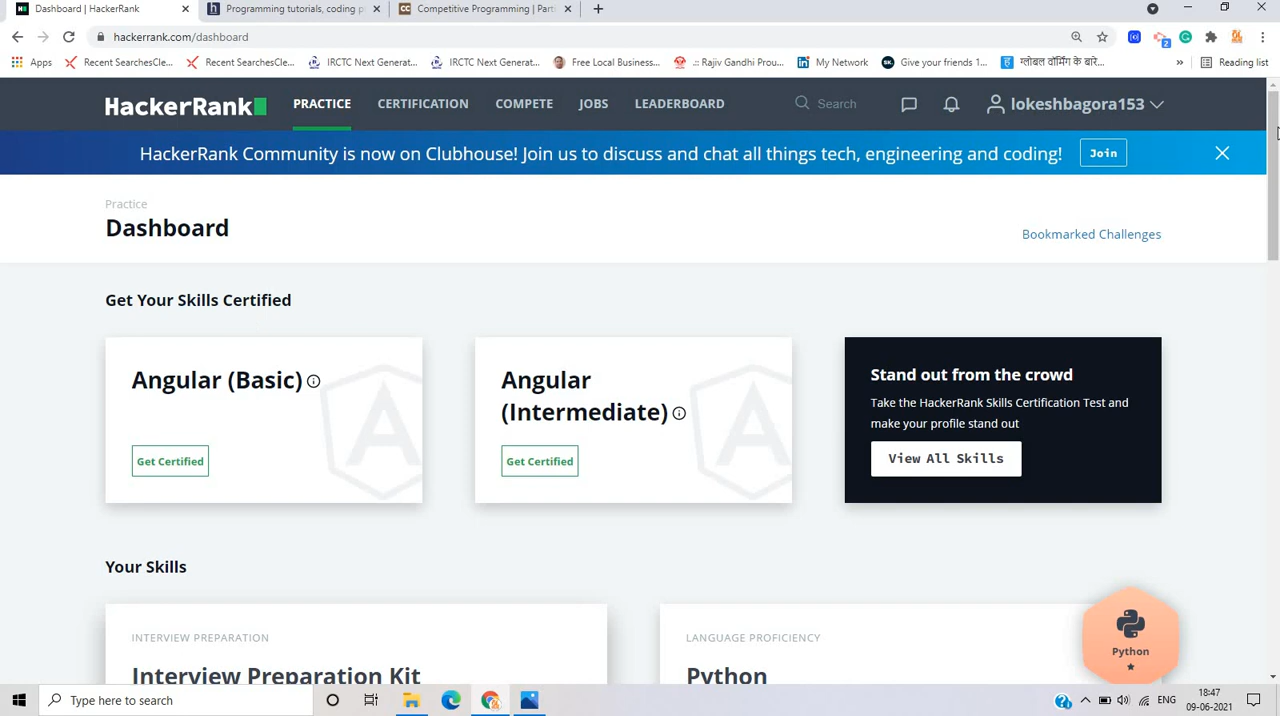 Dashboard | HackerRank
Programming tutorials, coding p
Competitive Programming | Parti
hackerrank.com/dashboard
2
Apps
Recent SearchesCle...
Recent SearchesCle...
IRCTC Next Generat...
IRCTC Next Generat...
Free Local Business...
.:: Rajiv Gandhi Prou...
My Network
Give your friends 1...
ग्लोबल वॉर्मिंग के बारे...
»
Reading list
HackerRank
PRACTICE
CERTIFICATION
COMPETE
JOBS
LEADERBOARD
Search
lokeshbagora153
HackerRank Community is now on Clubhouse! Join us to discuss and chat all things tech, engineering and coding!
Join
Practice
Dashboard
Bookmarked Challenges
Get Your Skills Certified
Angular (Basic)
Get Certified
Angular
(Intermediate)
Get Certified
Stand out from the crowd
Take the HackerRank Skills Certification Test and
make your profile stand out
View All Skills
Your Skills
INTERVIEW PREPARATION
Interview Preparation Kit
LANGUAGE PROFICIENCY
Python
Python
Type here to search
ENG
18:47
09-06-2021